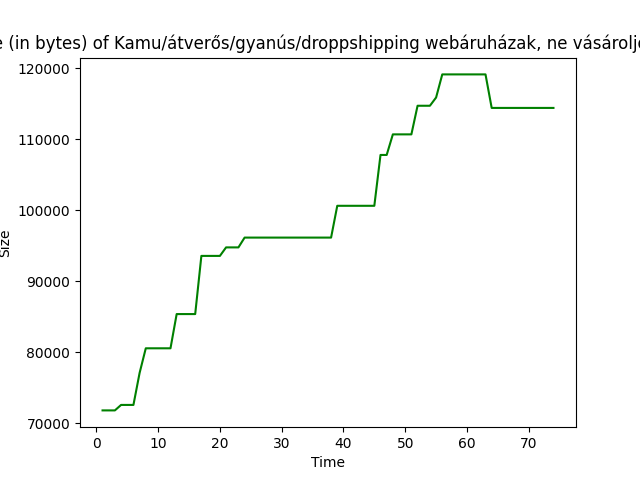 e (in bytes) of Kamu/átverős/gyanús/droppshipping webáruházak, ne vásárolj
120000
110000
100000
90000
80000
70000
Size
0 10 20 30 40 50 60 70
Time